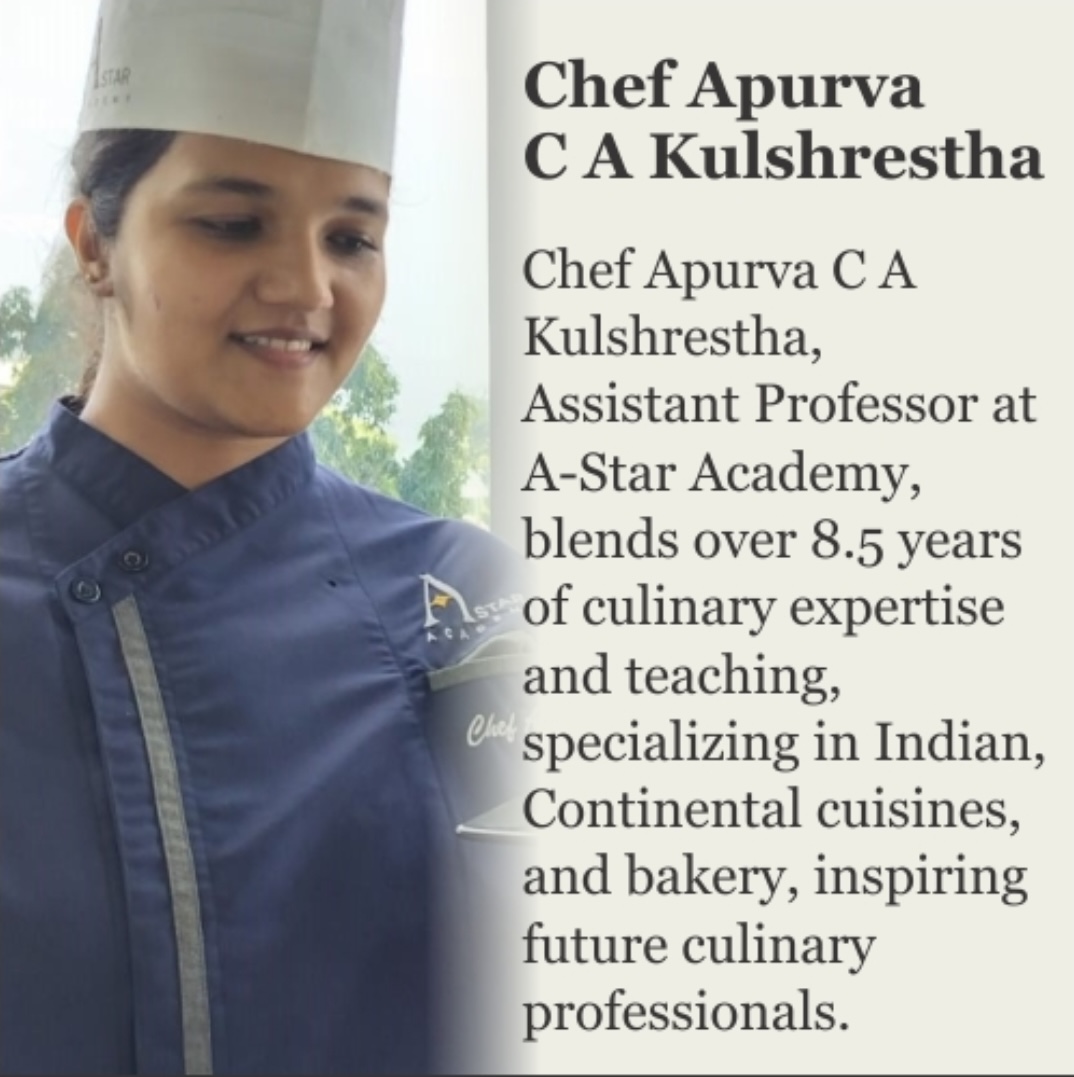 STAR
Chef Apurva
C A Kulshrestha
Chef Apurva C A
Kulshrestha,
Assistant Professor at
A-Star Academy,
blends over 8.5 years
of culinary expertise
and teaching,
specializing in Indian,
Continental cuisines,
and bakery, inspiring
future culinary
professionals.
A STAR
Chef